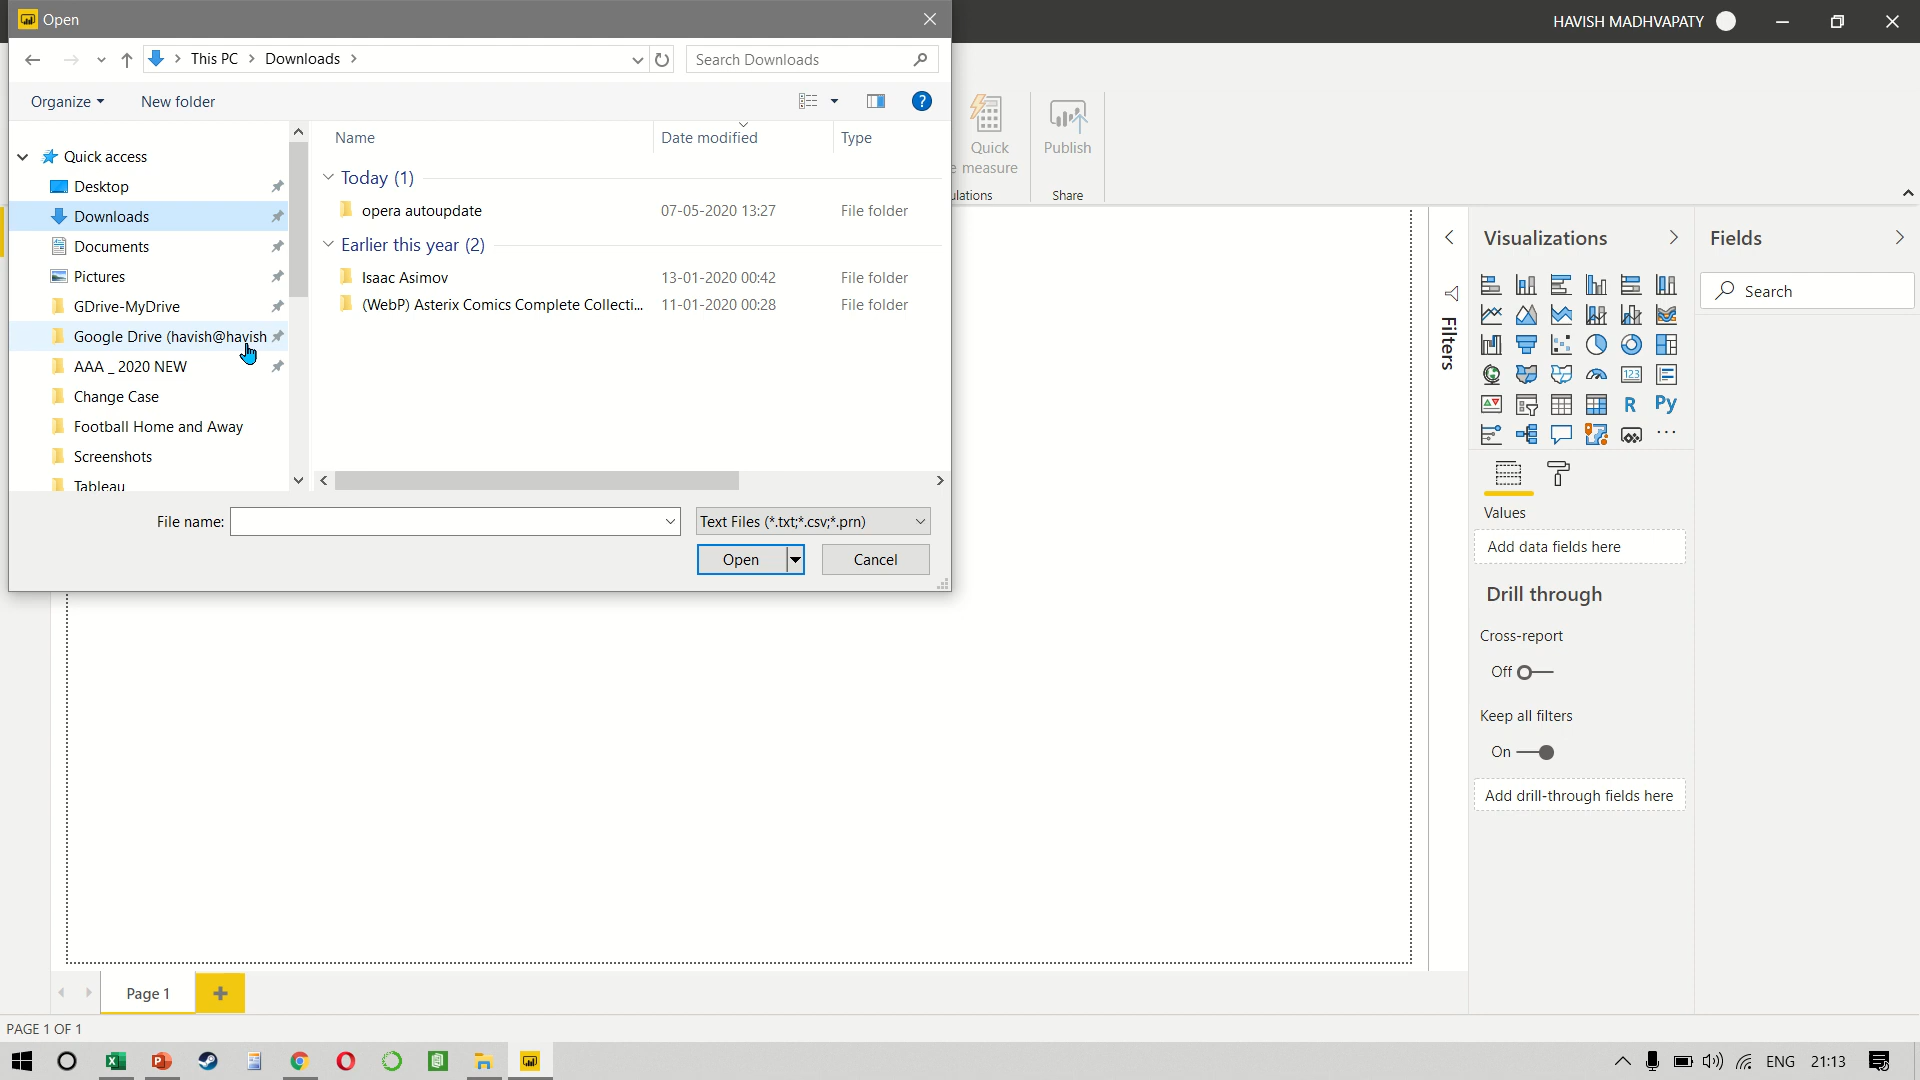 Open
HAVISH MADHVAPATY
This PC > Downloads >
Search Downloads
Organize
New folder
?
Quick access
Desktop
Downloads
Documents
Pictures
GDrive-MyDrive
Google Drive (havish@havish
AAA _ 2020 NEW
Change Case
Football Home and Away
Screenshots
Tableau
Name
Date modified
Type
Today (1)
opera autoupdate 07-05-2020 13:27 File folder
Earlier this year (2)
Isaac Asimov 13-01-2020 00:42 File folder
(WebP) Asterix Comics Complete Collecti... 11-01-2020 00:28 File folder
File name:
Text Files (*.txt;*.csv;*.prn)
Open
Cancel
Quick
e measure
ulations
Publish
Share
Filters
Visualizations
123
R
Py
...
Values
Add data fields here
Drill through
Cross-report
Off
Keep all filters
On
Add drill-through fields here
Fields
Search
Page 1
+
PAGE 1 OF 1
ENG
21:13